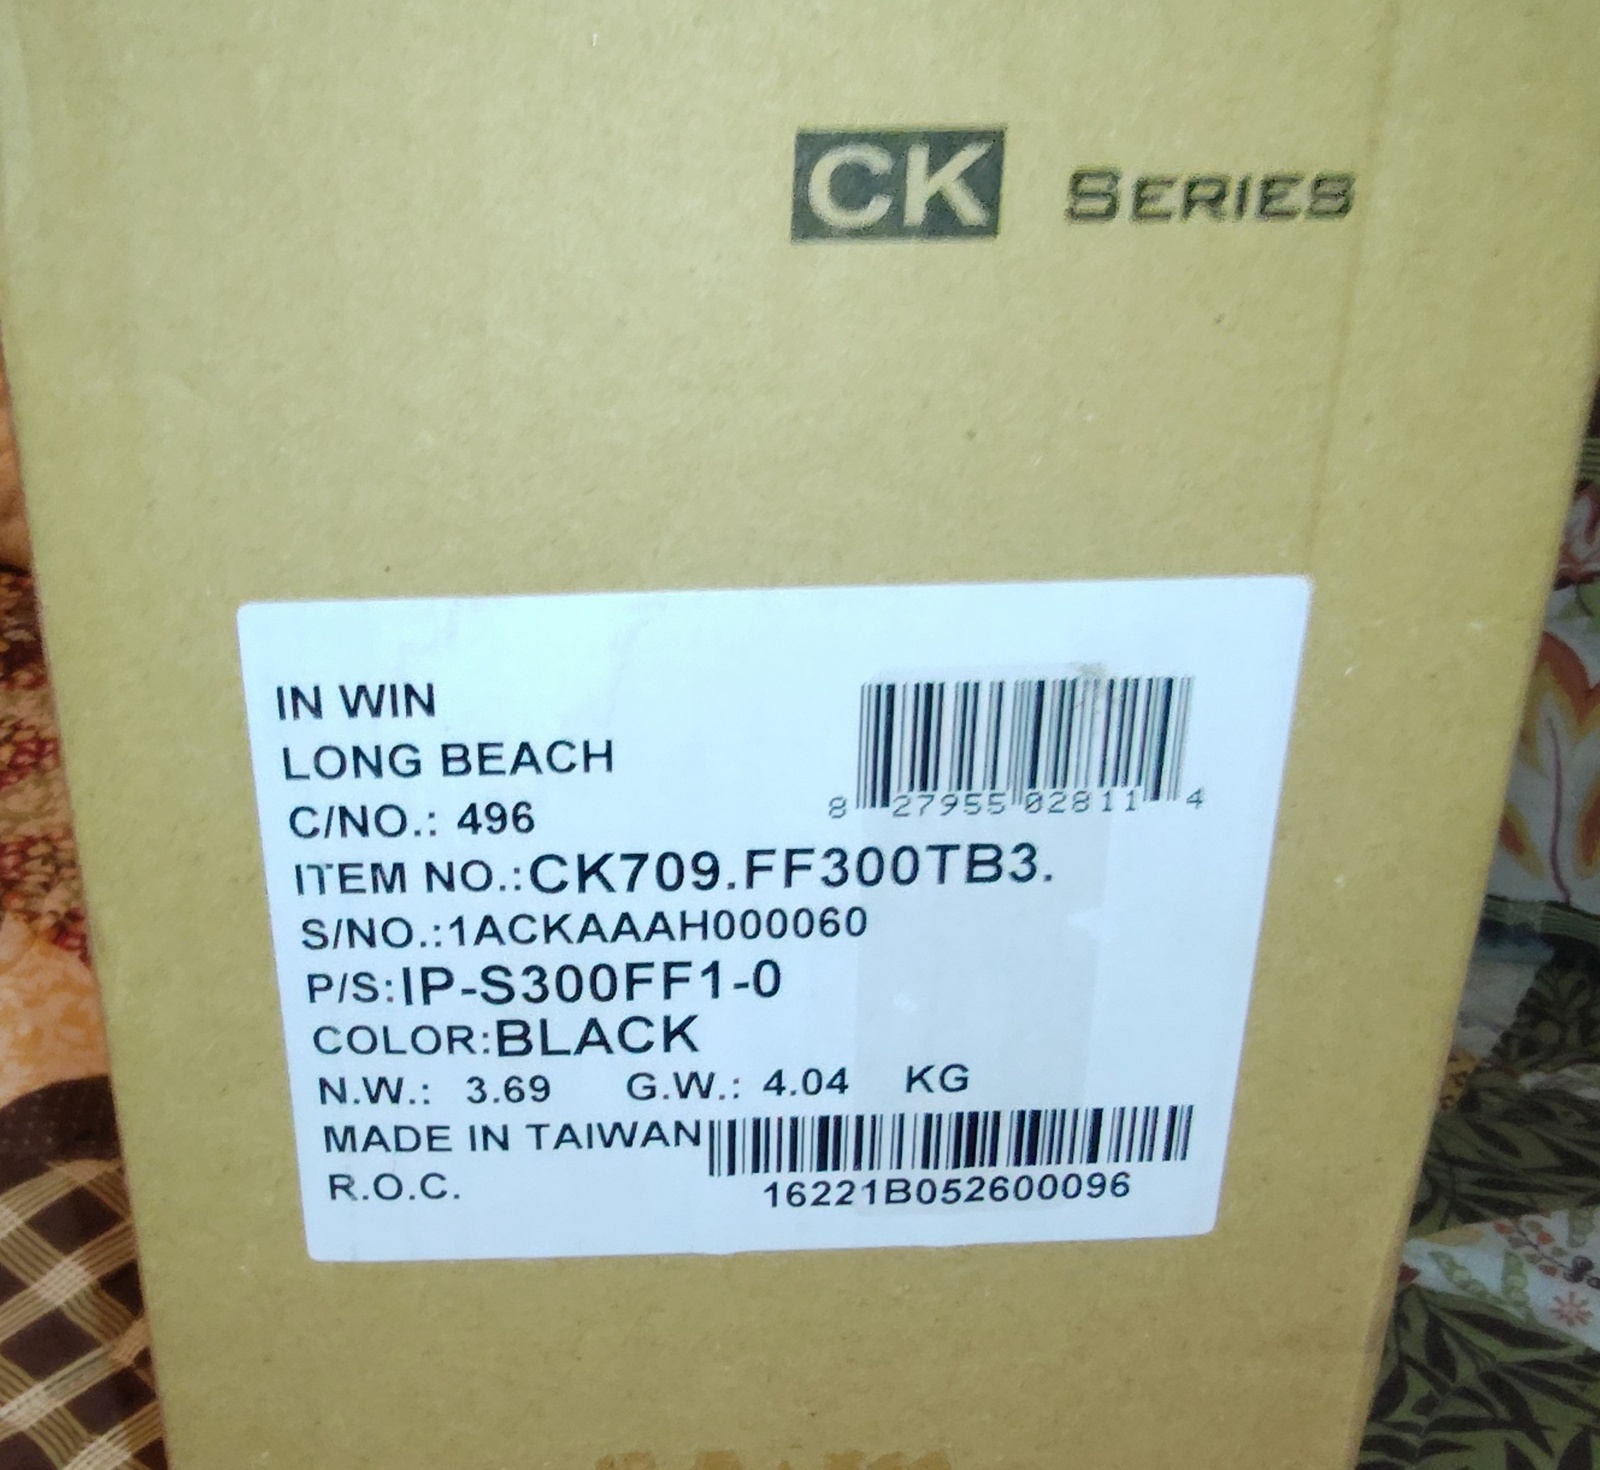 CK SERIES
IN WIN
LONG BEACH
8 27955 02811 4
C/NO.: 496
ITEM NO.:CK709.FF300TB3.
S/NO.:1ACKAAAH000060
P/S:IP-S300FF1-0
COLOR:BLACK
N.W.: 3.69 G.W.: 4.04 KG
MADE IN TAIWAN
R.O.C.
16221B052600096